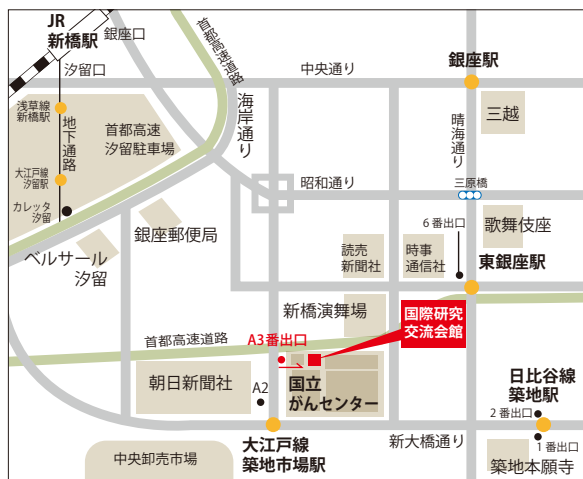 JR
新橋駅
銀座口
汐留口
首都高速道路
中央通り
銀座駅
浅草線
新橋駅
地下通路
首都高速
汐留駐車場
海岸通り
晴海通り
三越
大江戸線
汐留駅
カレッタ
汐留
昭和通り
三原橋
ベルサール
汐留
銀座郵便局
6番出口
歌舞伎座
読売
新聞社
時事
通信社
東銀座駅
新橋演舞場
国際研究
交流会館
首都高速道路
A3番出口
朝日新聞社
A2
国立
がんセンター
日比谷線
築地駅
2番出口
大江戸線
築地市場駅
新大橋通り
1番出口
中央卸売市場
築地本願寺